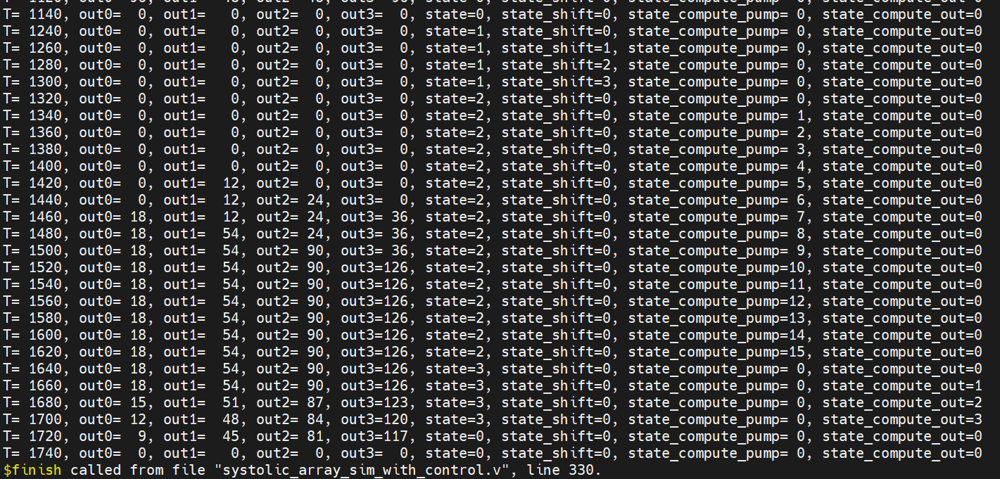 T= 1140, out0=  0, out1=   0, out2=  0, out3=  0, state=0, state_shift=0, state_compute_pump= 0, state_compute_out=0
T= 1240, out0=  0, out1=   0, out2=  0, out3=  0, state=1, state_shift=0, state_compute_pump= 0, state_compute_out=0
T= 1260, out0=  0, out1=   0, out2=  0, out3=  0, state=1, state_shift=1, state_compute_pump= 0, state_compute_out=0
T= 1280, out0=  0, out1=   0, out2=  0, out3=  0, state=1, state_shift=2, state_compute_pump= 0, state_compute_out=0
T= 1300, out0=  0, out1=   0, out2=  0, out3=  0, state=1, state_shift=3, state_compute_pump= 0, state_compute_out=0
T= 1320, out0=  0, out1=   0, out2=  0, out3=  0, state=2, state_shift=0, state_compute_pump= 0, state_compute_out=0
T= 1340, out0=  0, out1=   0, out2=  0, out3=  0, state=2, state_shift=0, state_compute_pump= 1, state_compute_out=0
T= 1360, out0=  0, out1=   0, out2=  0, out3=  0, state=2, state_shift=0, state_compute_pump= 2, state_compute_out=0
T= 1380, out0=  0, out1=   0, out2=  0, out3=  0, state=2, state_shift=0, state_compute_pump= 3, state_compute_out=0
T= 1400, out0=  0, out1=   0, out2=  0, out3=  0, state=2, state_shift=0, state_compute_pump= 4, state_compute_out=0
T= 1420, out0=  0, out1=  12, out2=  0, out3=  0, state=2, state_shift=0, state_compute_pump= 5, state_compute_out=0
T= 1440, out0=  0, out1=  12, out2= 24, out3=  0, state=2, state_shift=0, state_compute_pump= 6, state_compute_out=0
T= 1460, out0= 18, out1=  12, out2= 24, out3= 36, state=2, state_shift=0, state_compute_pump= 7, state_compute_out=0
T= 1480, out0= 18, out1=  54, out2= 24, out3= 36, state=2, state_shift=0, state_compute_pump= 8, state_compute_out=0
T= 1500, out0= 18, out1=  54, out2= 90, out3= 36, state=2, state_shift=0, state_compute_pump= 9, state_compute_out=0
T= 1520, out0= 18, out1=  54, out2= 90, out3=126, state=2, state_shift=0, state_compute_pump=10, state_compute_out=0
T= 1540, out0= 18, out1=  54, out2= 90, out3=126, state=2, state_shift=0, state_compute_pump=11, state_compute_out=0
T= 1560, out0= 18, out1=  54, out2= 90, out3=126, state=2, state_shift=0, state_compute_pump=12, state_compute_out=0
T= 1580, out0= 18, out1=  54, out2= 90, out3=126, state=2, state_shift=0, state_compute_pump=13, state_compute_out=0
T= 1600, out0= 18, out1=  54, out2= 90, out3=126, state=2, state_shift=0, state_compute_pump=14, state_compute_out=0
T= 1620, out0= 18, out1=  54, out2= 90, out3=126, state=2, state_shift=0, state_compute_pump=15, state_compute_out=0
T= 1640, out0= 18, out1=  54, out2= 90, out3=126, state=3, state_shift=0, state_compute_pump= 0, state_compute_out=0
T= 1660, out0= 18, out1=  54, out2= 90, out3=126, state=3, state_shift=0, state_compute_pump= 0, state_compute_out=1
T= 1680, out0= 15, out1=  51, out2= 87, out3=123, state=3, state_shift=0, state_compute_pump= 0, state_compute_out=2
T= 1700, out0= 12, out1=  48, out2= 84, out3=120, state=3, state_shift=0, state_compute_pump= 0, state_compute_out=3
T= 1720, out0=  9, out1=  45, out2= 81, out3=117, state=0, state_shift=0, state_compute_pump= 0, state_compute_out=0
T= 1740, out0=  0, out1=   0, out2=  0, out3=  0, state=0, state_shift=0, state_compute_pump= 0, state_compute_out=0
$finish called from file "systolic_array_sim_with_control.v", line 330.